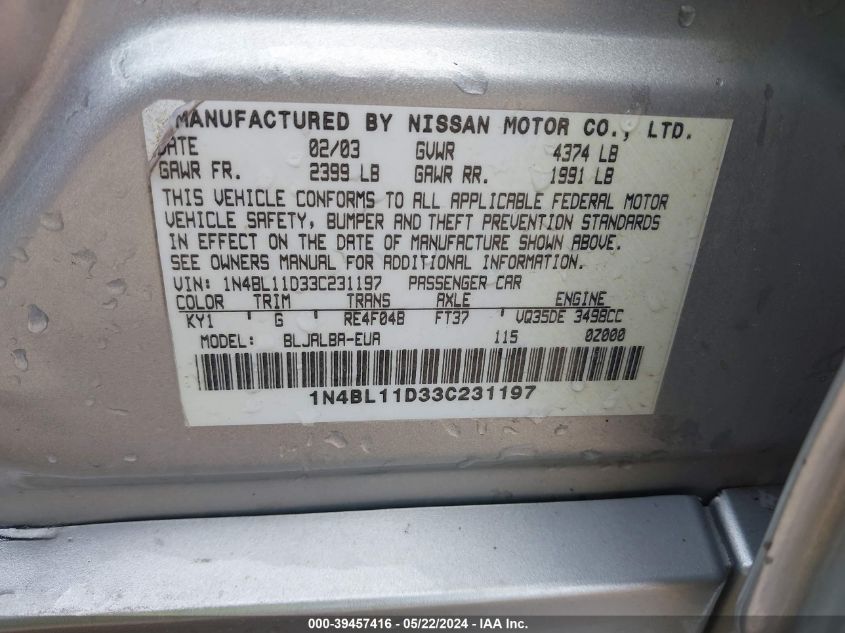 MANUFACTURED BY NISSAN MOTOR CO., LTD.
DATE 02/03 GVWR 4374 LB
GAWR FR. 2399 LB GAWR RR. 1991 LB
THIS VEHICLE CONFORMS TO ALL APPLICABLE FEDERAL MOTOR
VEHICLE SAFETY, BUMPER AND THEFT PREVENTION STANDARDS
IN EFFECT ON THE DATE OF MANUFACTURE SHOWN ABOVE.
SEE OWNERS MANUAL FOR ADDITIONAL INFORMATION.
VIN: 1N4BL11D33C231197 PASSENGER CAR
COLOR TRIM TRANS AXLE ENGINE
KY1 ' G ' RE4F04B FT37 ' VQ35DE 3498CC
MODEL: BLJALBA-EUA 115 0Z000
1N4BL11D33C231197
000-39457416 - 05/22/2024 - IAA Inc.